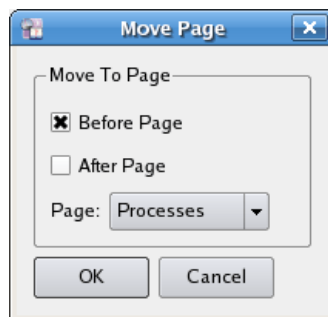 Move Page
Move To Page
Before Page
After Page
Page: Processes
OK Cancel